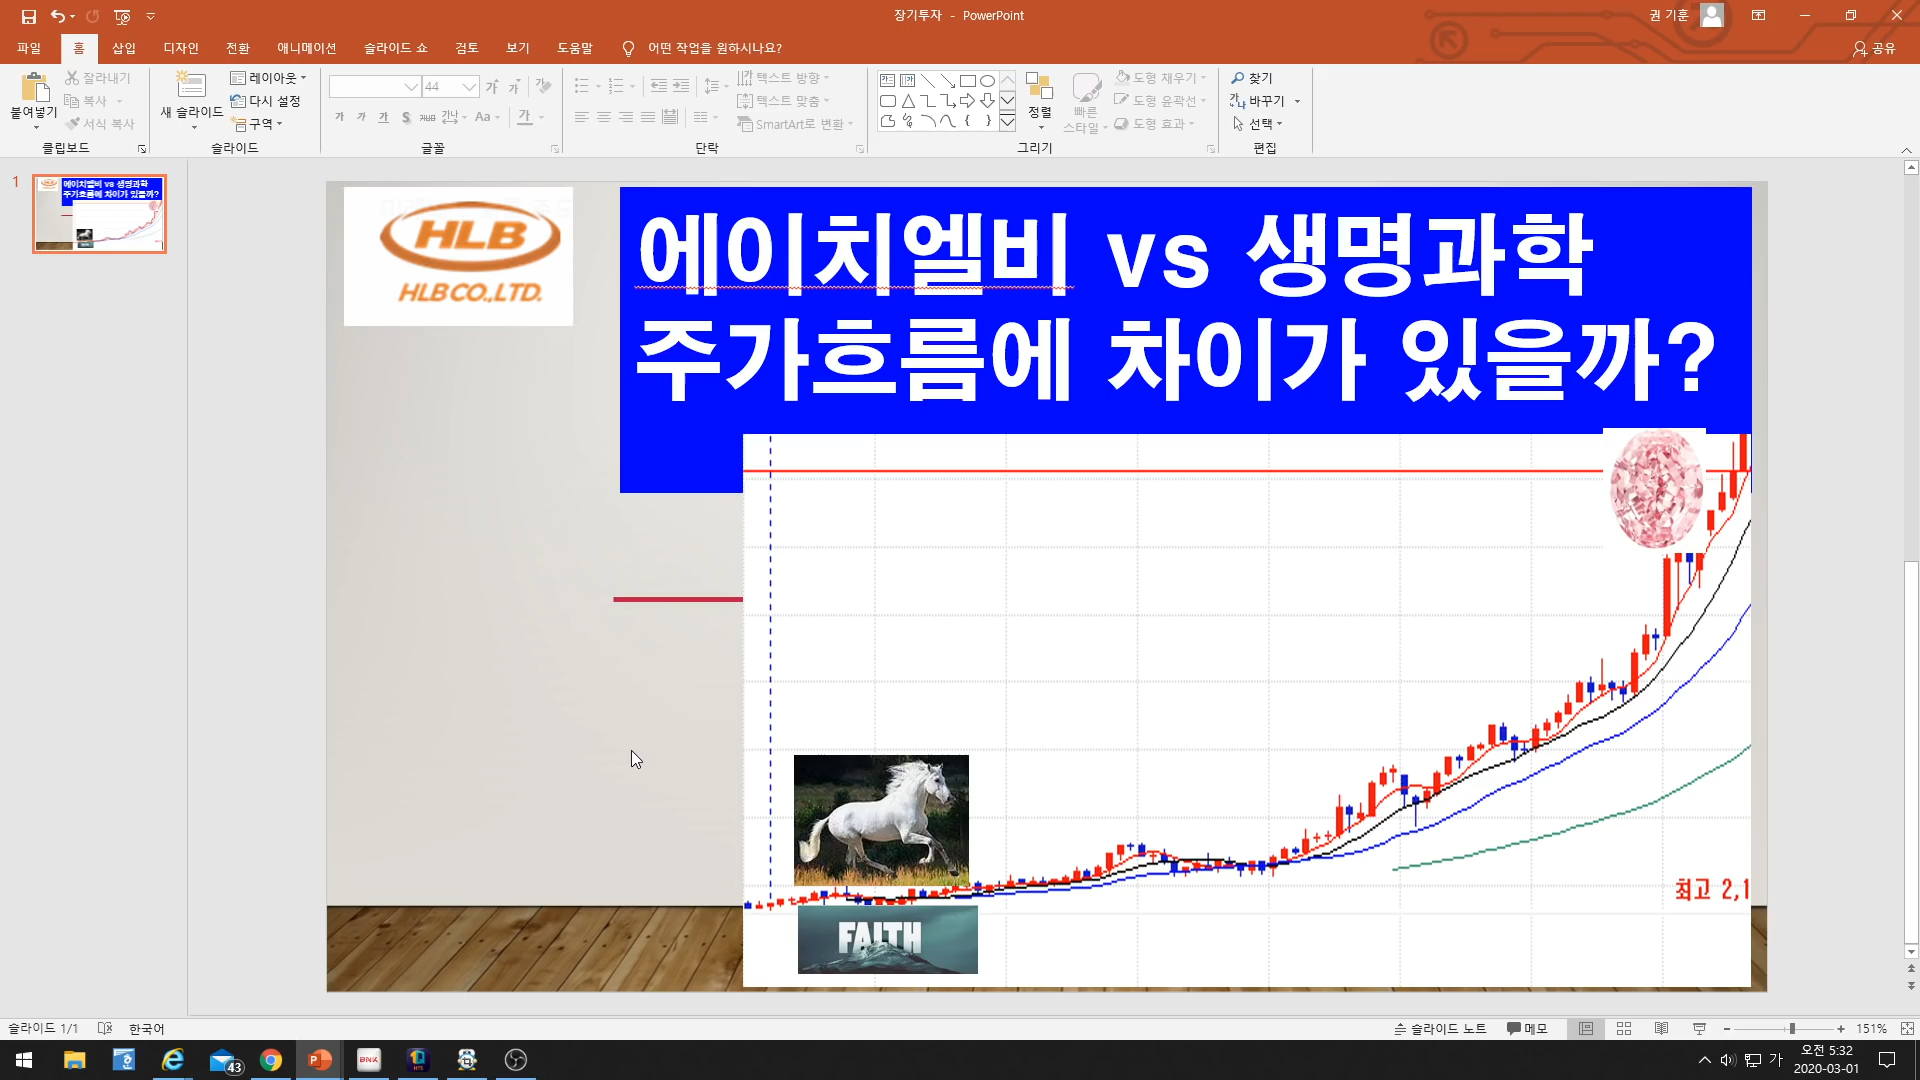 장기투자 - PowerPoint
권 기훈
파일 홈 삽입 디자인 전환 애니메이션 슬라이드 쇼 검토 보기 도움말 어떤 작업을 원하시나요? 공유
붙여넣기
잘라내기
복사
서식 복사
클립보드
새 슬라이드
레이아웃
다시 설정
구역
슬라이드
44
가 가 가 S 간 Aa 가
글꼴
텍스트 방향
텍스트 맞춤
SmartArt로 변환
단락
정렬
빠른
스타일
도형 채우기
도형 윤곽선
도형 효과
그리기
찾기
바꾸기
선택
편집
1
HLB
HLB CO.,LTD.
에이치엘비 vs 생명과학
주가흐름에 차이가 있을까?
최고 2,1
FAITH
슬라이드 1/1 한국어
슬라이드 노트 메모 151%
43
BNK
가
오전 5:32
2020-03-01